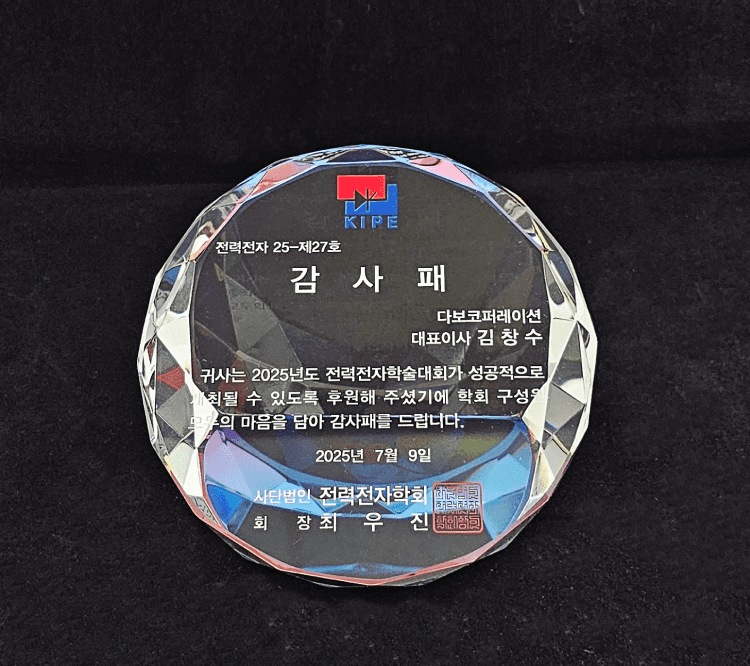 KIPE
전력전자 25-제27호
감 사 패
다보코퍼레이션
대표이사 김 창 수
귀사는 2025년도 전력전자학술대회가 성공적으로
개최될 수 있도록 후원해 주셨기에 학회 구성원
모두의 마음을 담아 감사패를 드립니다.
2025년 7월 9일
사단법인 전력전자학회
회 장 최 우 진